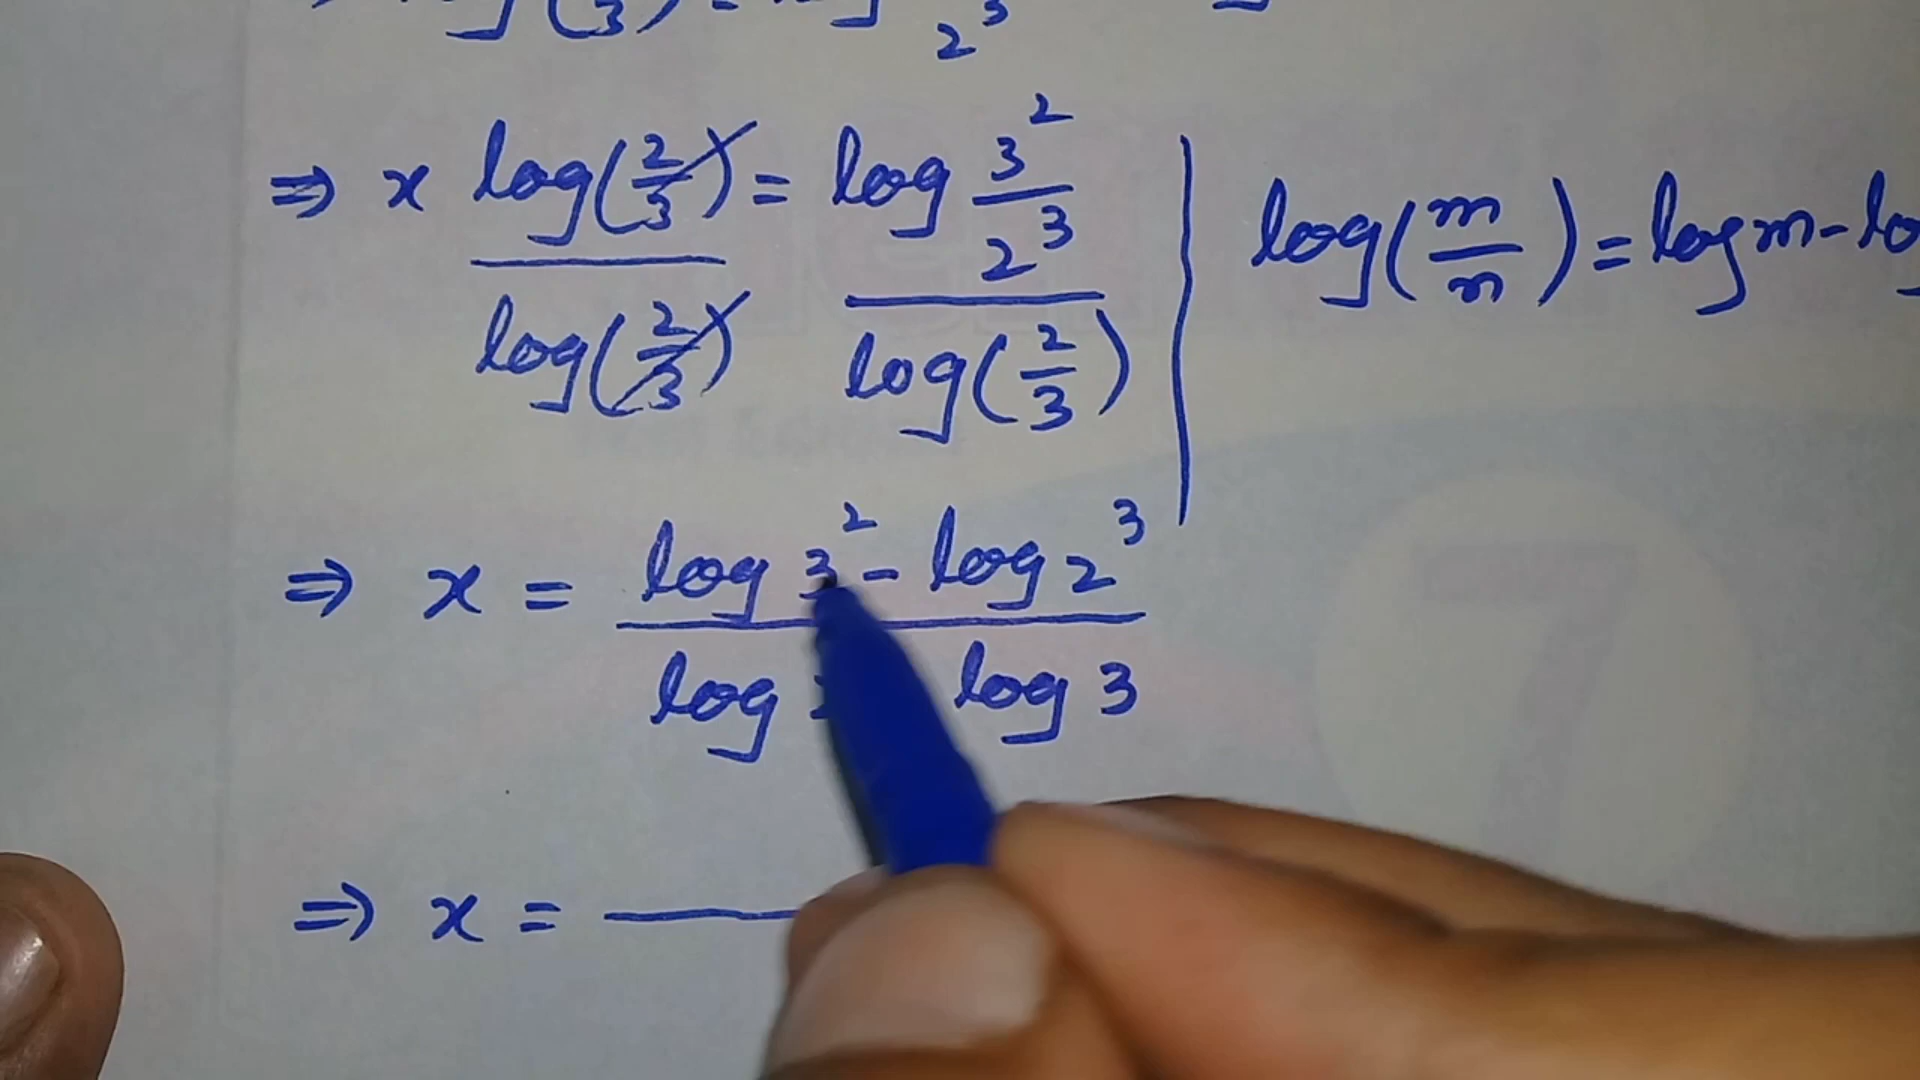 ⇒ x log(2/3) / log(2/3) = log 3²/2³ / log(2/3)
log(m/n) = log m - lo
⇒ x = log 3² - log 2³ / log log 3
⇒ x =